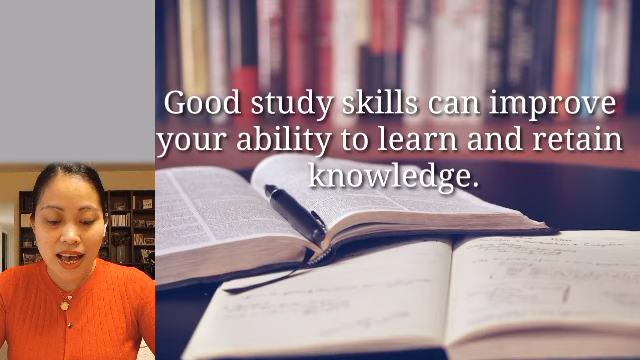 Good study skills can improve
your ability to learn and retain
knowledge.